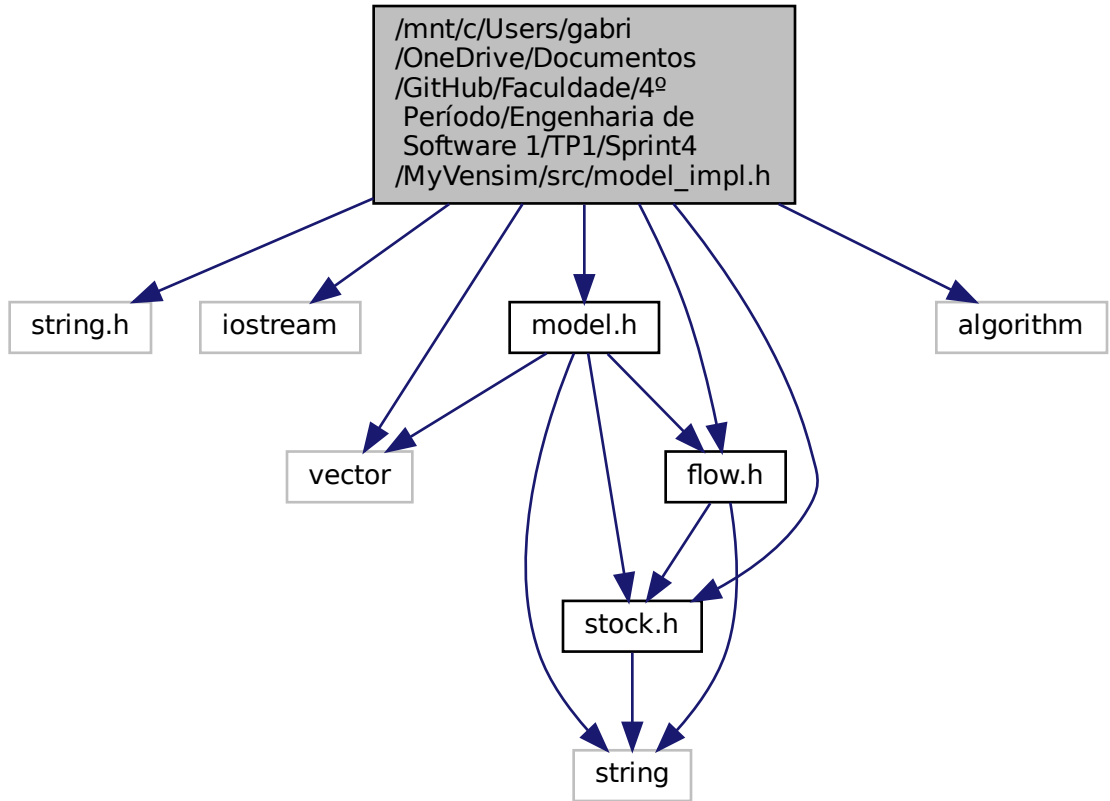 /mnt/c/Users/gabri
/OneDrive/Documentos
/GitHub/Faculdade/4º
Período/Engenharia de
Software 1/TP1/Sprint4
/MyVensim/src/model_impl.h
string.h
iostream
model.h
algorithm
vector
flow.h
stock.h
string